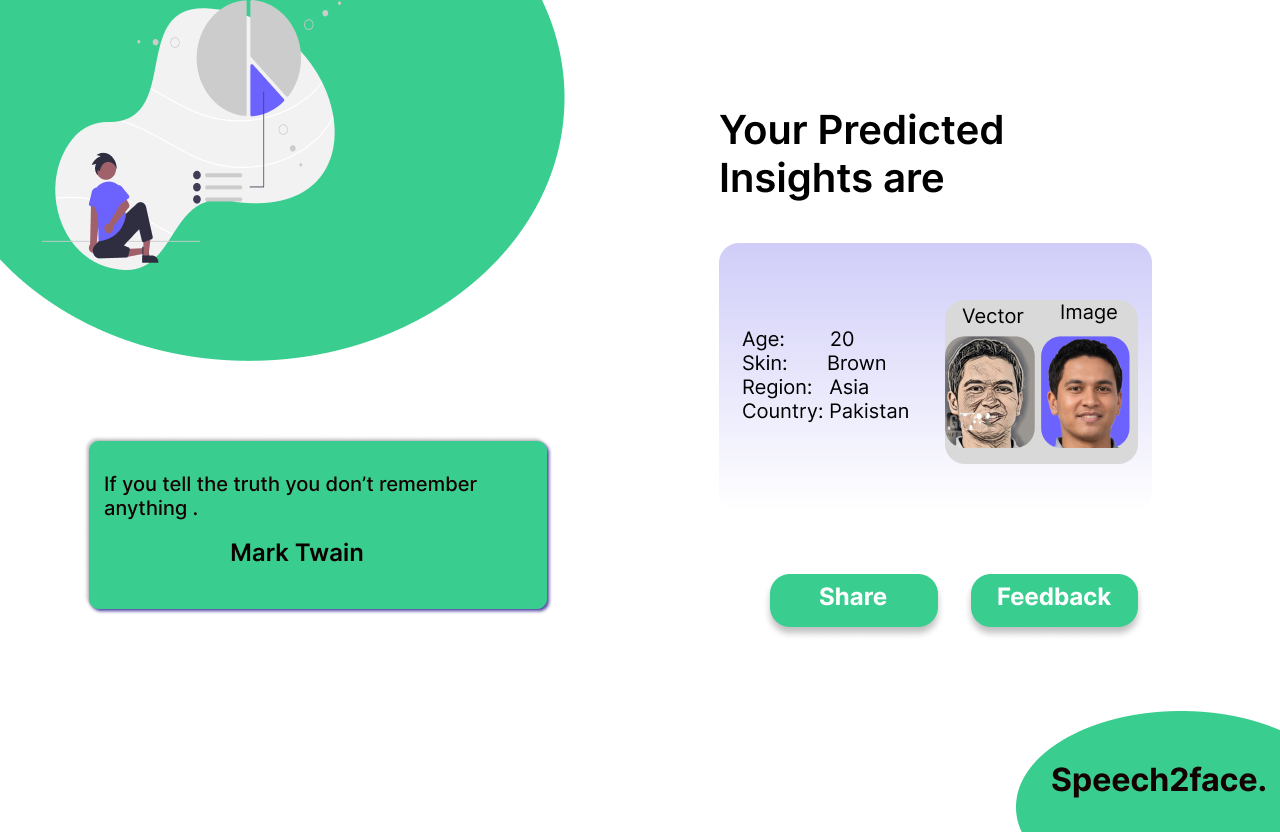 Your Predicted
Insights are
Vector
Image
Age: 20
Skin: Brown
Region: Asia
Country: Pakistan
If you tell the truth you don’t remember
anything .
Mark Twain
Share
Feedback
Speech2face.